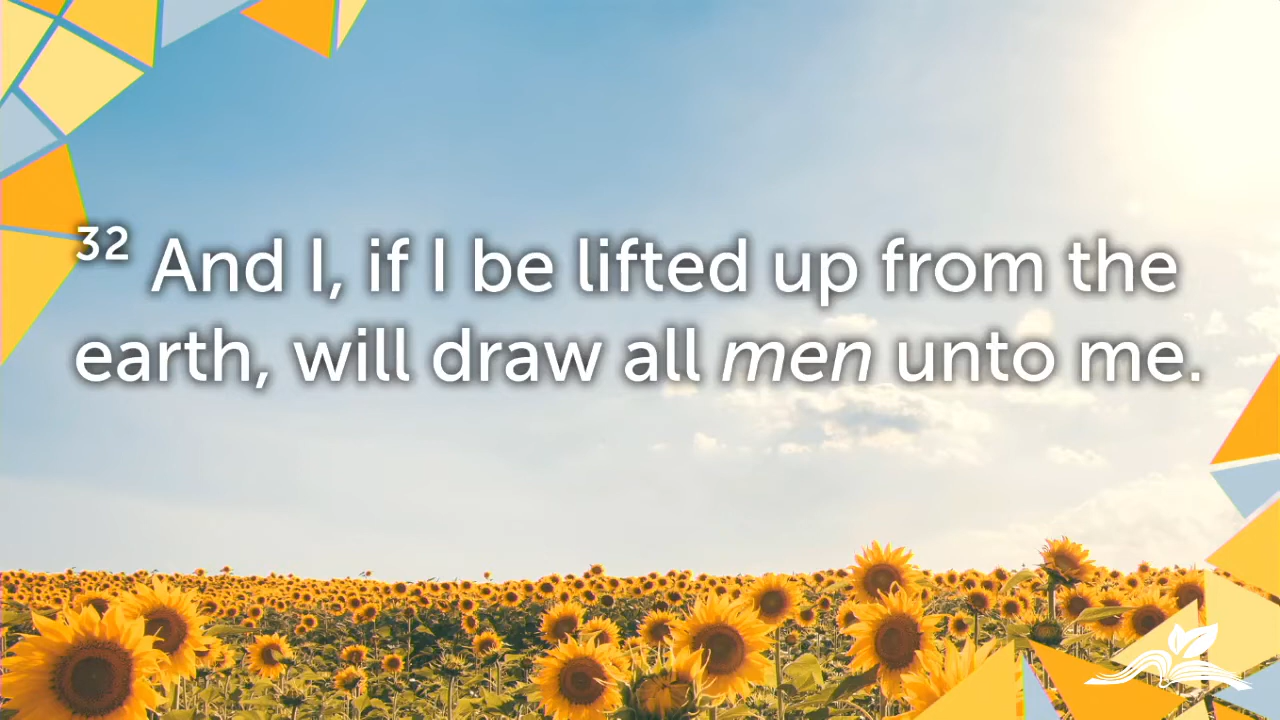 32 And I, if I be lifted up from the
earth, will draw all men unto me.